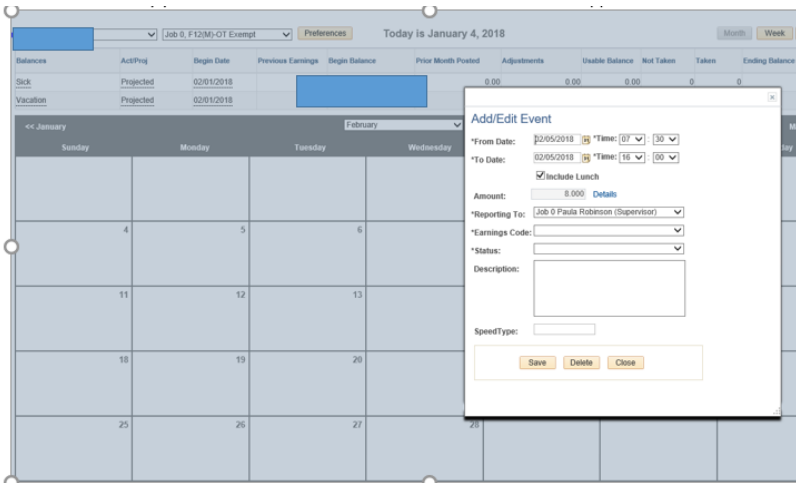 Job 0, F12(M)-OT Exempt Preferences Today is January 4, 2018 Month Week
Balances Act/Proj Begin Date Previous Earnings Begin Balance Prior Month Posted Adjustments Usable Balance Not Taken Taken Ending Balance
Sick Projected 02/01/2018 0.00 0.00 0.00 0 0
Vacation Projected 02/01/2018
<< January February
Sunday Monday Tuesday Wednesday
4 5 6
11 12 13
18 19 20
25 26 27 28
Add/Edit Event
*From Date: 02/05/2018 *Time: 07 : 30
*To Date: 02/05/2018 *Time: 16 : 00
Include Lunch
Amount: 8.000 Details
*Reporting To: Job 0 Paula Robinson (Supervisor)
*Earnings Code:
*Status:
Description:
SpeedType:
Save Delete Close